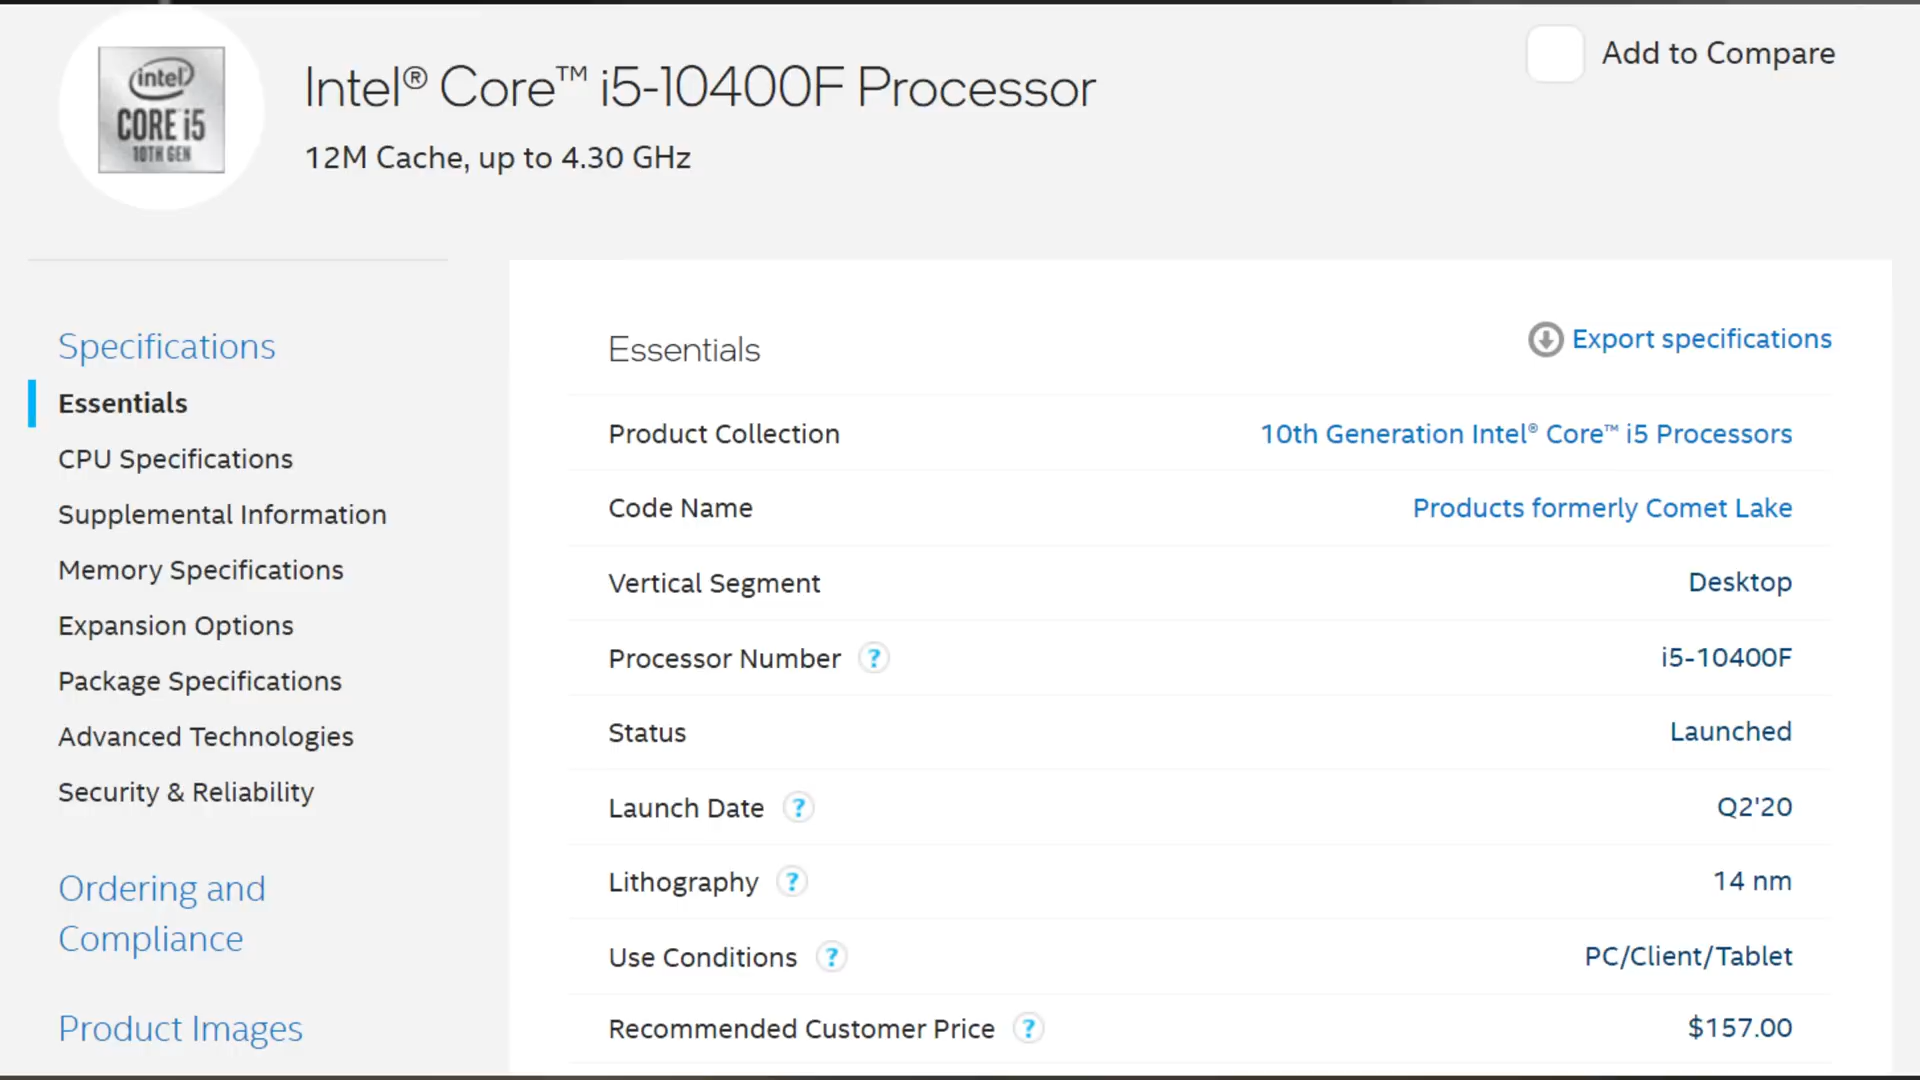 intel
CORE i5
10TH GEN
Intel® Core™ i5-10400F Processor
12M Cache, up to 4.30 GHz
Add to Compare
Specifications
Essentials
CPU Specifications
Supplemental Information
Memory Specifications
Expansion Options
Package Specifications
Advanced Technologies
Security & Reliability
Ordering and
Compliance
Product Images
Essentials
Export specifications
Product Collection 10th Generation Intel® Core™ i5 Processors
Code Name Products formerly Comet Lake
Vertical Segment Desktop
Processor Number ? i5-10400F
Status Launched
Launch Date ? Q2'20
Lithography ? 14 nm
Use Conditions ? PC/Client/Tablet
Recommended Customer Price ? $157.00